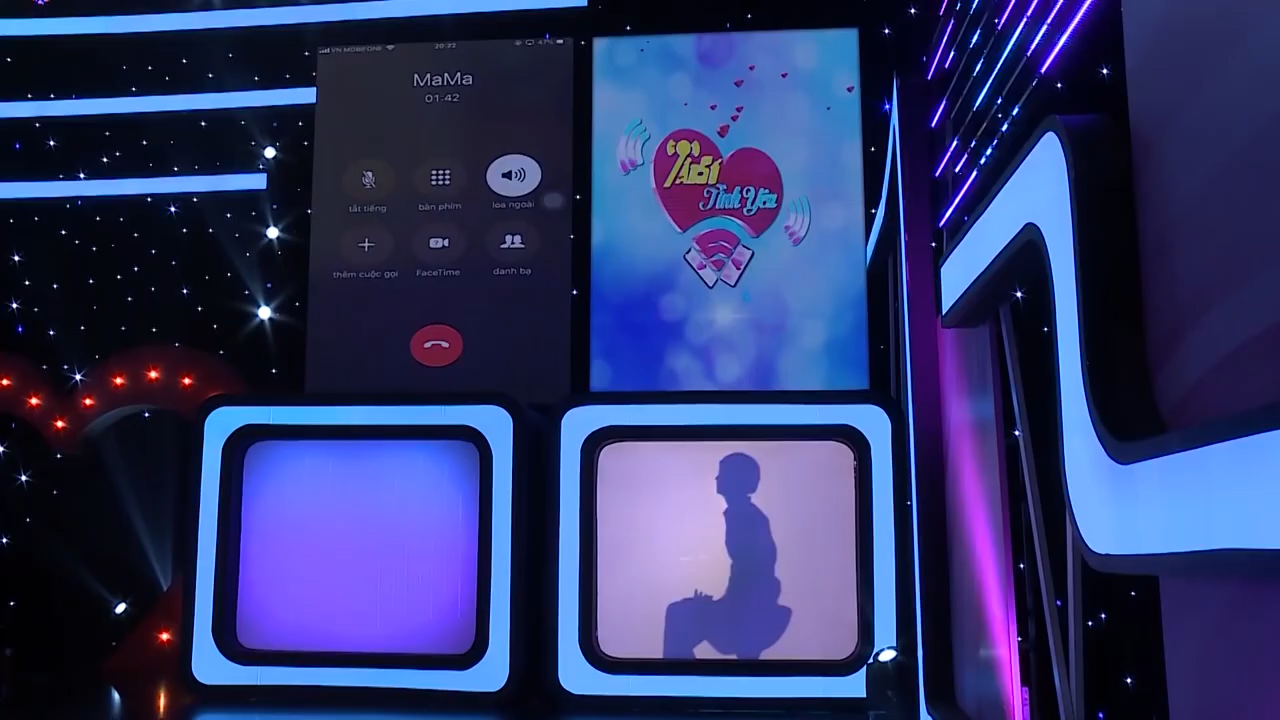 VN MOBIFONE
20:22
47%
MaMa
01:42
tắt tiếng
bàn phím
loa ngoài
thêm cuộc gọi
FaceTime
danh bạ
Tình Yêu